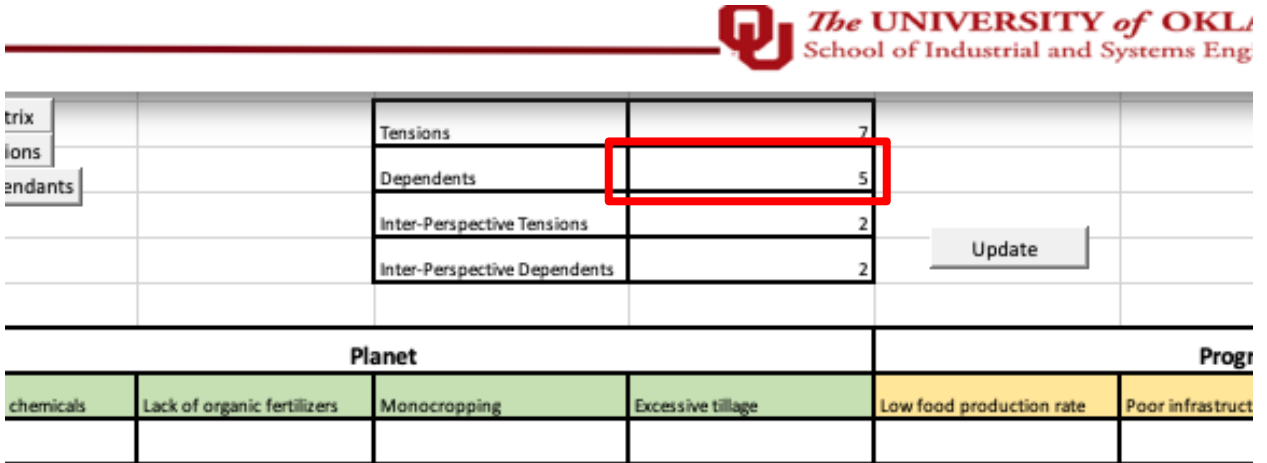 The UNIVERSITY of OKLA
School of Industrial and Systems Eng
trix
ions
endants
Tensions 7
Dependents 5
Inter-Perspective Tensions 2
Inter-Perspective Dependents 2
Update
Planet Progr
chemicals Lack of organic fertilizers Monocropping Excessive tillage Low food production rate Poor infrastruct